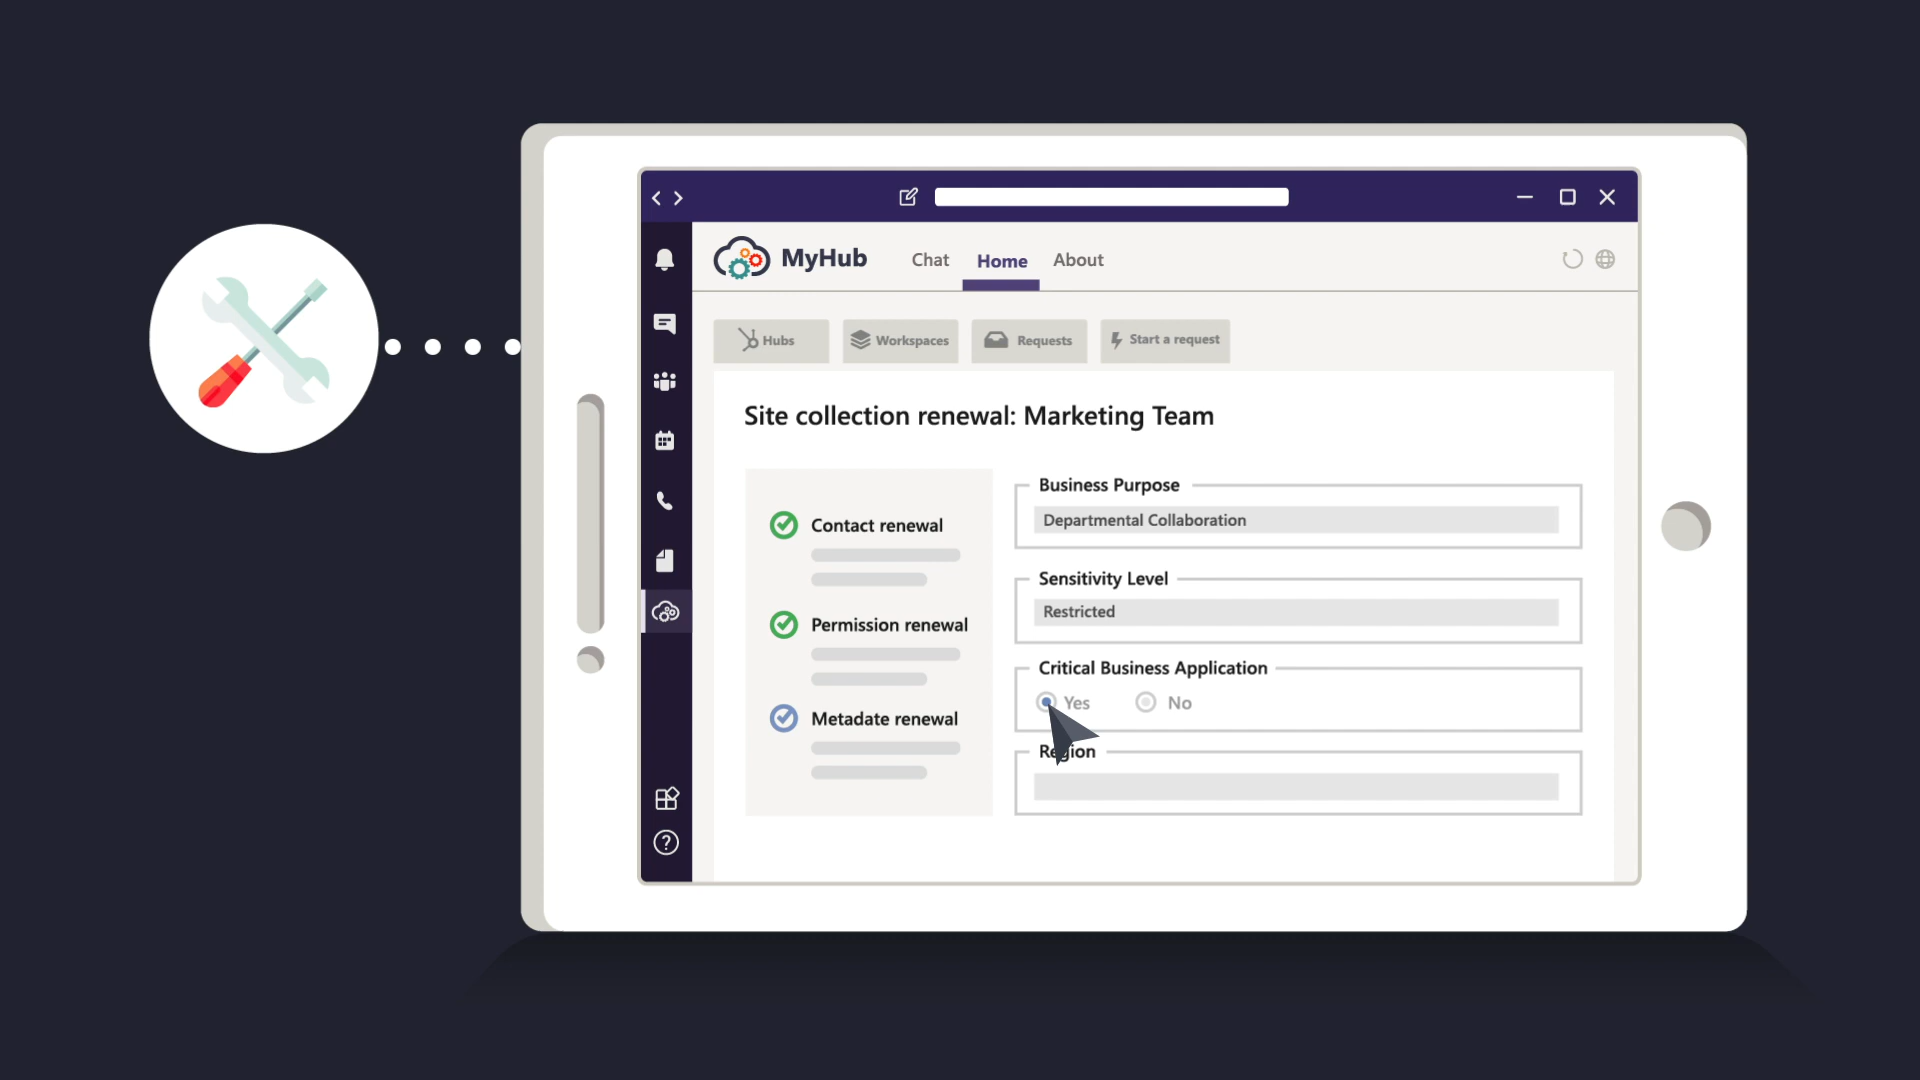 MyHub
Chat
Home
About
Hubs
Workspaces
Requests
Start a request
Site collection renewal: Marketing Team
Contact renewal
Permission renewal
Metadate renewal
Business Purpose
Departmental Collaboration
Sensitivity Level
Restricted
Critical Business Application
Yes
No
Region